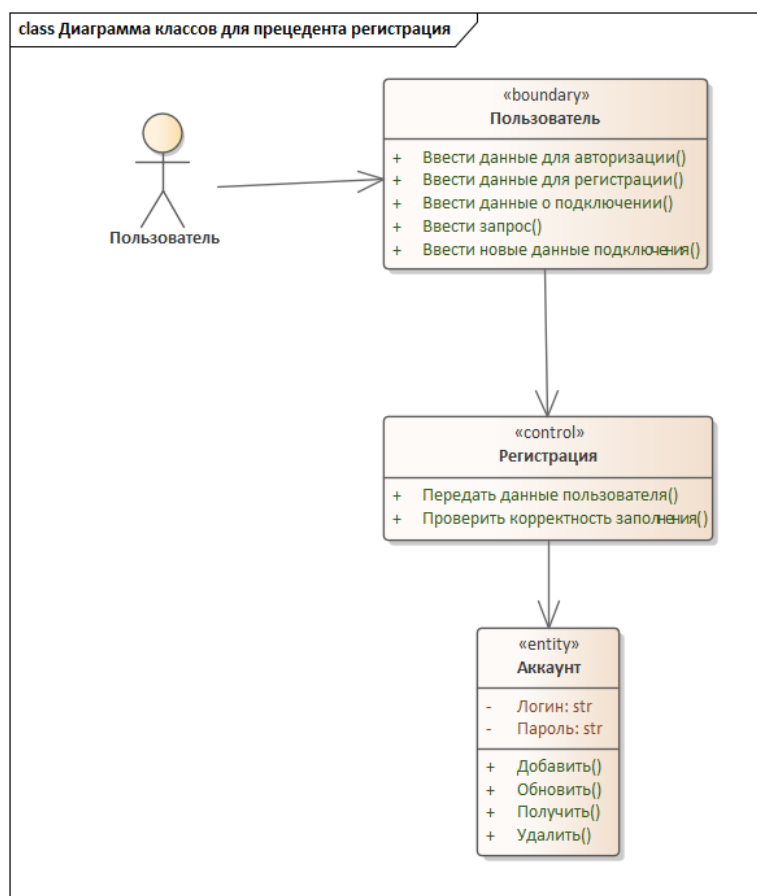 class Диаграмма классов для прецедента регистрация
«boundary»
Пользователь
+ Ввести данные для авторизации()
+ Ввести данные для регистрации()
+ Ввести данные о подключении()
+ Ввести запрос()
+ Ввести новые данные подключения()
Пользователь
«control»
Регистрация
+ Передать данные пользователя()
+ Проверить корректность заполнения()
«entity»
Аккаунт
- Логин: str
- Пароль: str
+ Добавить()
+ Обновить()
+ Получить()
+ Удалить()